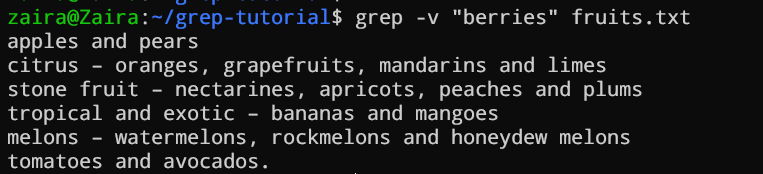 zaira@Zaira:~/grep-tutorial$ grep -v "berries" fruits.txt
apples and pears
citrus – oranges, grapefruits, mandarins and limes
stone fruit – nectarines, apricots, peaches and plums
tropical and exotic – bananas and mangoes
melons – watermelons, rockmelons and honeydew melons
tomatoes and avocados.